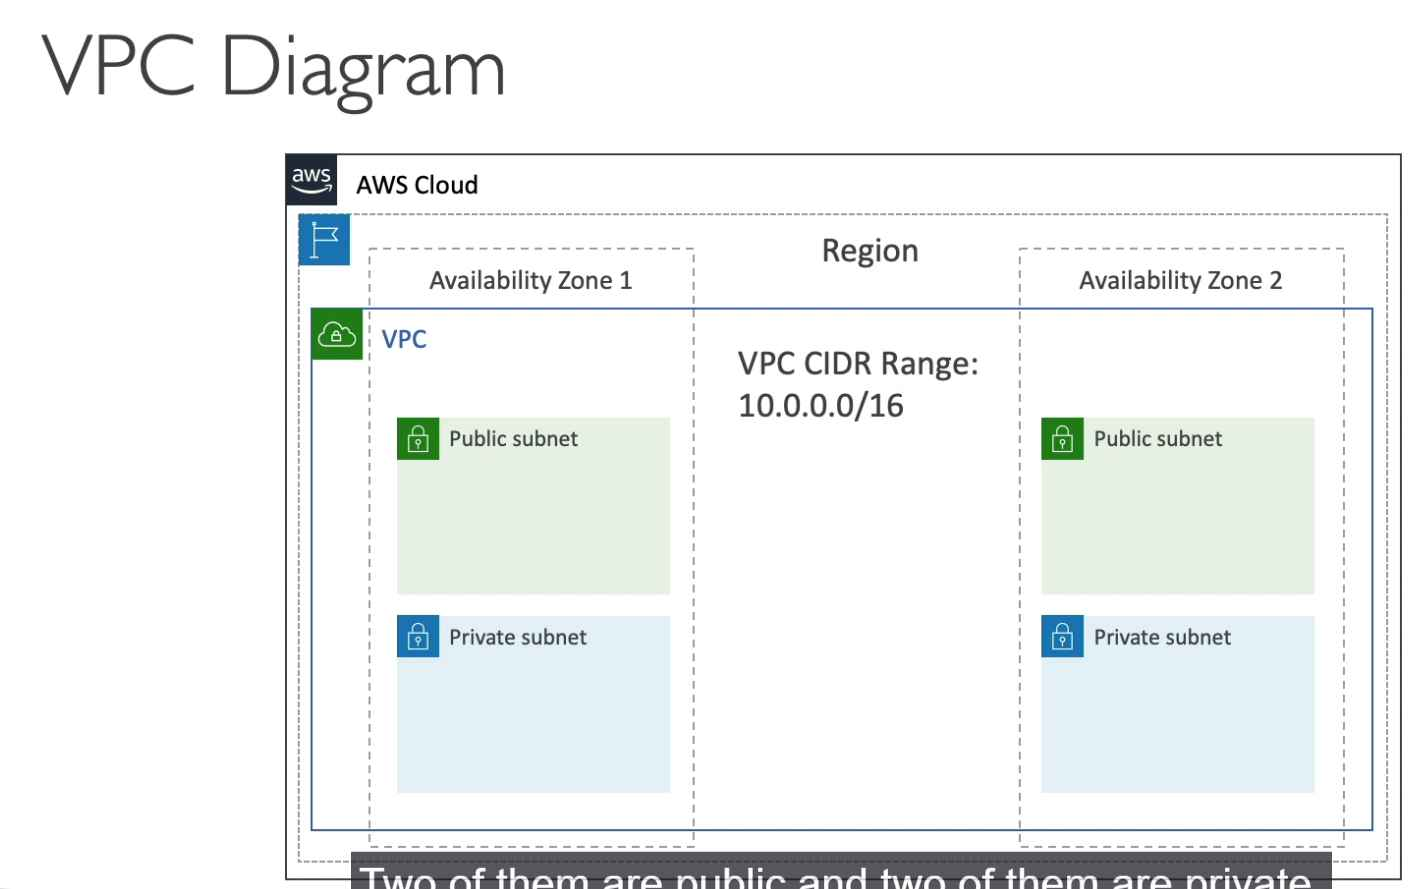 VPC Diagram
aws
AWS Cloud
Region
Availability Zone 1
Availability Zone 2
VPC
VPC CIDR Range:
10.0.0.0/16
Public subnet
Public subnet
Private subnet
Private subnet
Two of them are public and two of them are private